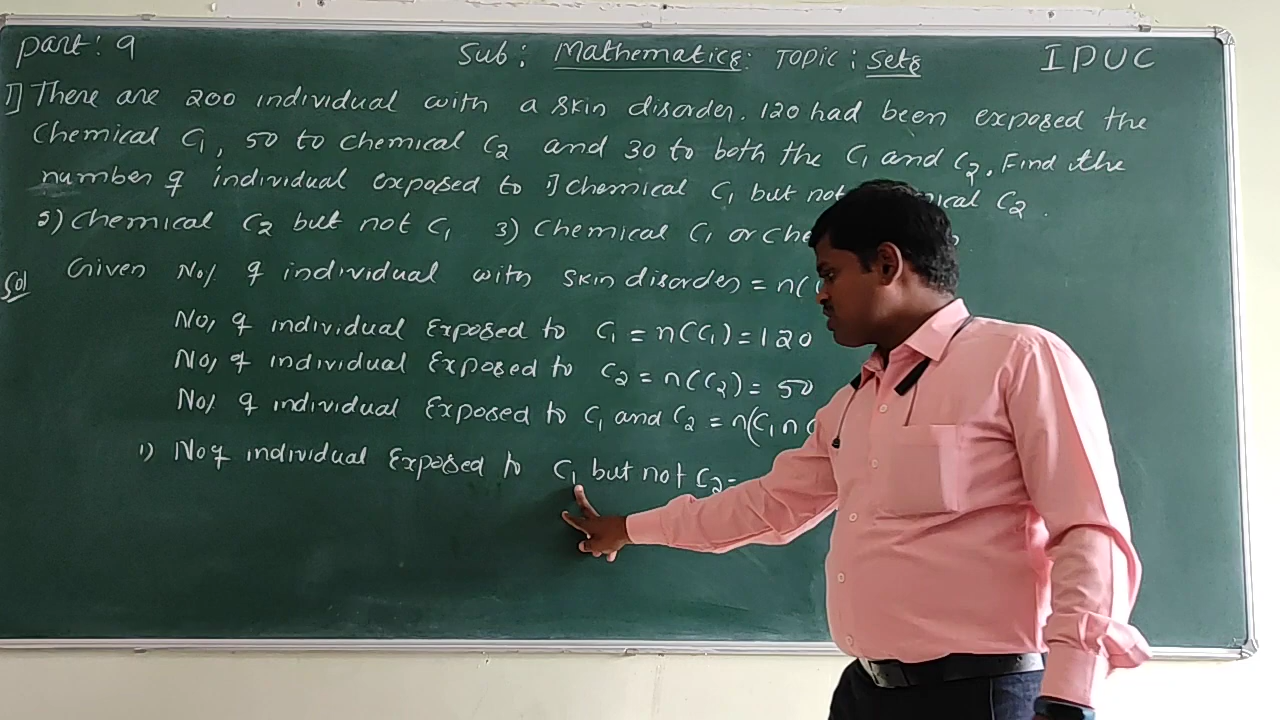 part: 9 Sub: Mathematics: TOPIC: Sets I PUC
1] There are 200 individual with a skin disorder. 120 had been exposed the
Chemical C₁, 50 to chemical C₂ and 30 to both the C₁ and C₂. Find the
number of individual exposed to 1] Chemical C₁ but not ical C₂.
2) Chemical C₂ but not C₁ 3) Chemical C₁ or che
Sol Given No/ of individual with skin disorder = n(
No, of individual Exposed to C₁ = n(C₁) = 120
No, of individual Exposed to C₂ = n(C₂) = 50
No/ of individual Exposed to C₁ and C₂ = n(C₁ ∩ C
1) No of individual Exposed to C₁ but not C₂ =